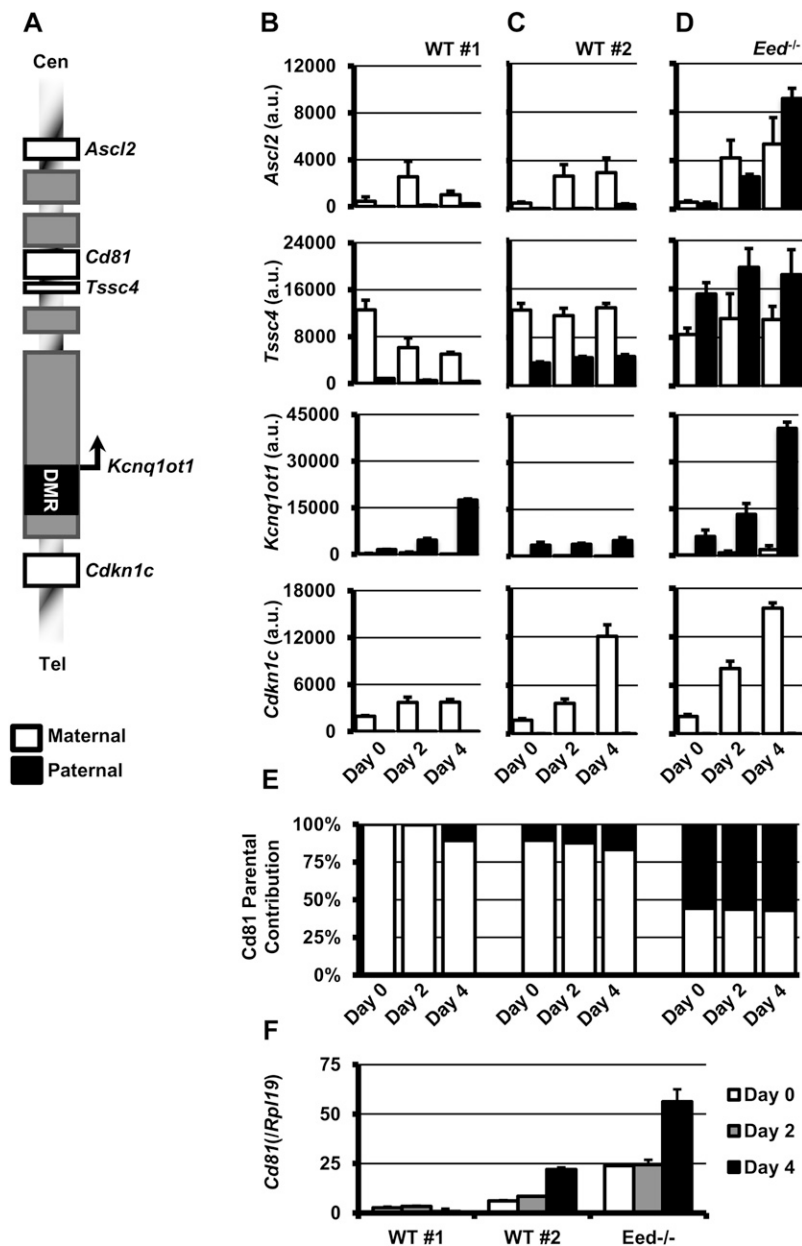 A
Cen
Ascl2
Cd81
Tssc4
DMR
Kcnq1ot1
Cdkn1c
Tel
Maternal
Paternal
B
C
D
WT #1
WT #2
Eed-/-
Ascl2 (a.u.)
12000
8000
4000
0
Tssc4 (a.u.)
24000
16000
8000
0
Kcnq1ot1 (a.u.)
45000
30000
15000
0
Cdkn1c (a.u.)
18000
12000
6000
0
Day 0
Day 2
Day 4
Day 0
Day 2
Day 4
Day 0
Day 2
Day 4
E
Cd81 Parental
Contribution
100%
75%
50%
25%
0%
Day 0
Day 2
Day 4
Day 0
Day 2
Day 4
Day 0
Day 2
Day 4
F
Cd81(/Rpl19)
75
50
25
0
WT #1
WT #2
Eed-/-
Day 0
Day 2
Day 4